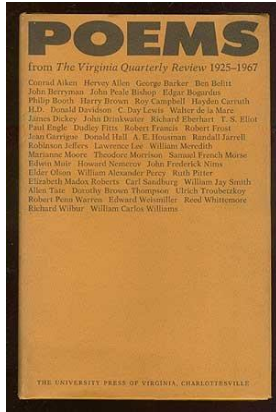 POEMS
from The Virginia Quarterly Review 1925–1967
Conrad Aiken Hervey Allen George Barker Ben Belitt
John Berryman John Peale Bishop Edgar Bogardus
Philip Booth Harry Brown Roy Campbell Hayden Carruth
H.D. Donald Davidson C. Day Lewis Walter de la Mare
James Dickey John Drinkwater Richard Eberhart T. S. Eliot
Paul Engle Dudley Fitts Robert Francis Robert Frost
Jean Garrigue Donald Hall A. E. Housman Randall Jarrell
Robinson Jeffers Lawrence Lee William Meredith
Marianne Moore Theodore Morrison Samuel French Morse
Edwin Muir Howard Nemerov John Frederick Nims
Elder Olson William Alexander Percy Ruth Pitter
Elizabeth Madox Roberts Carl Sandburg William Jay Smith
Allen Tate Dorothy Brown Thompson Ulrich Troubetzkoy
Robert Penn Warren Edward Weismiller Reed Whittemore
Richard Wilbur William Carlos Williams
THE UNIVERSITY PRESS OF VIRGINIA, CHARLOTTESVILLE